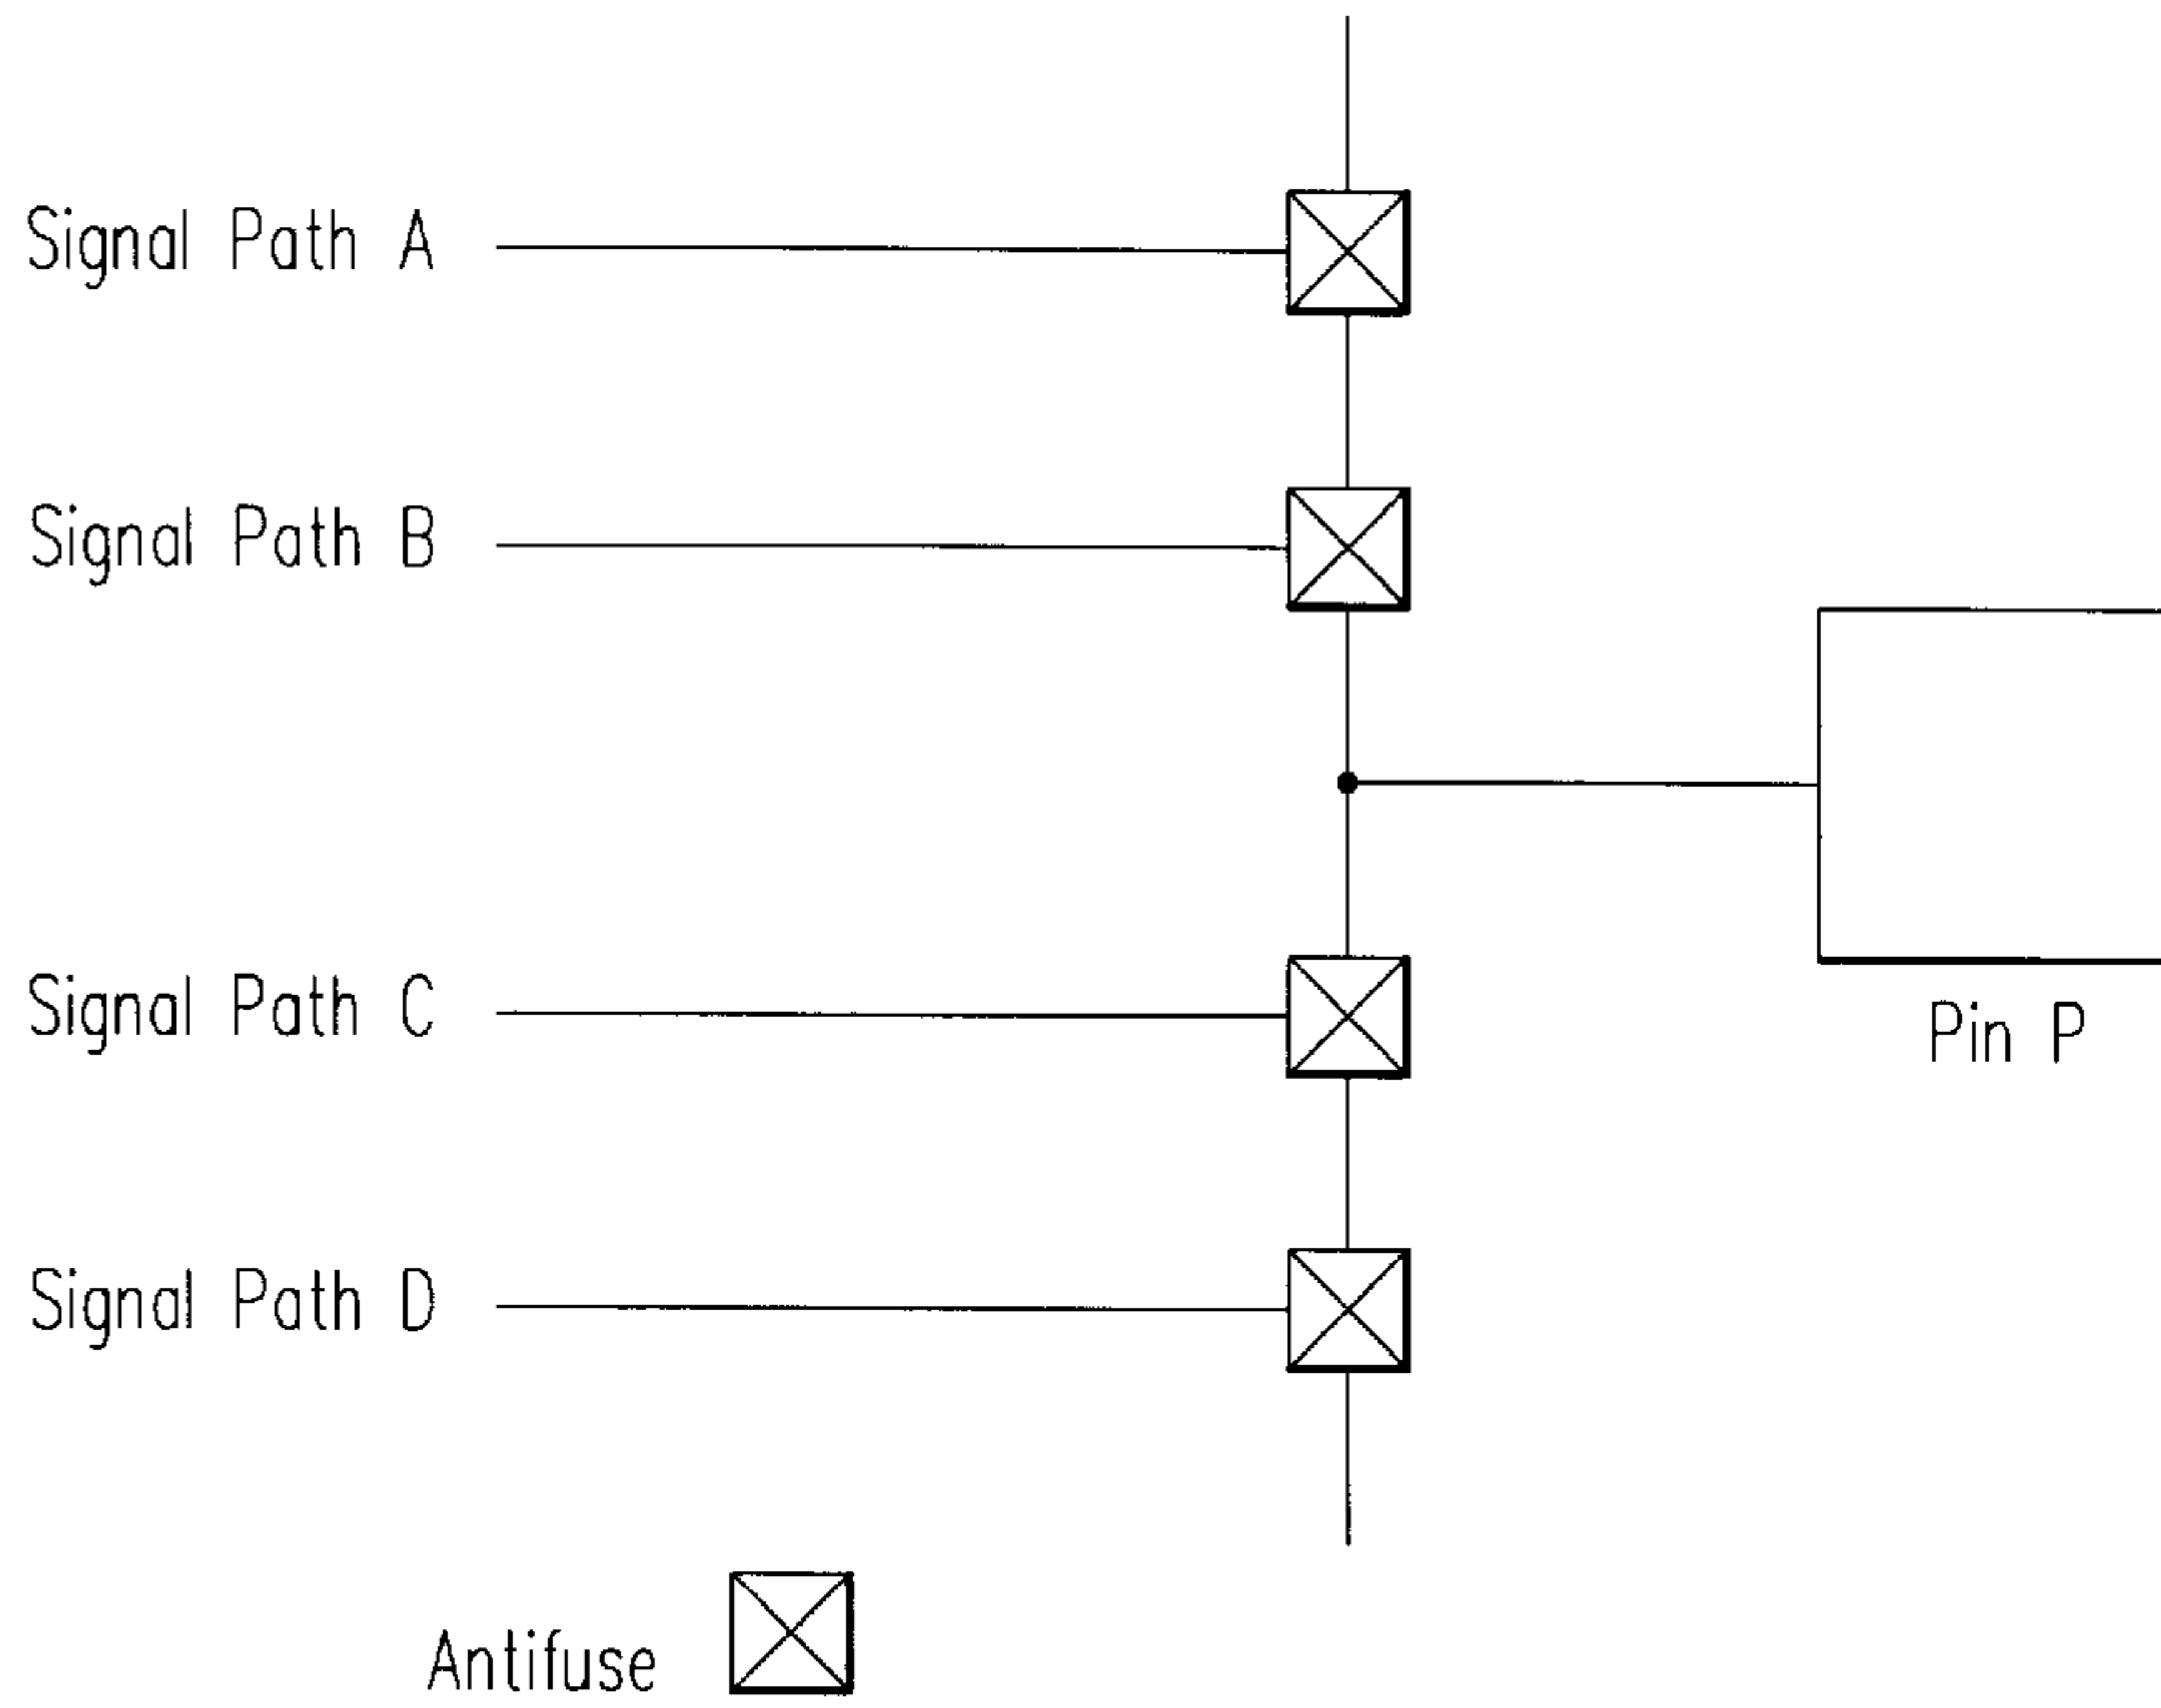 Signal Path A
Signal Path B
Signal Path C
Pin P
Signal Path D
Antifuse